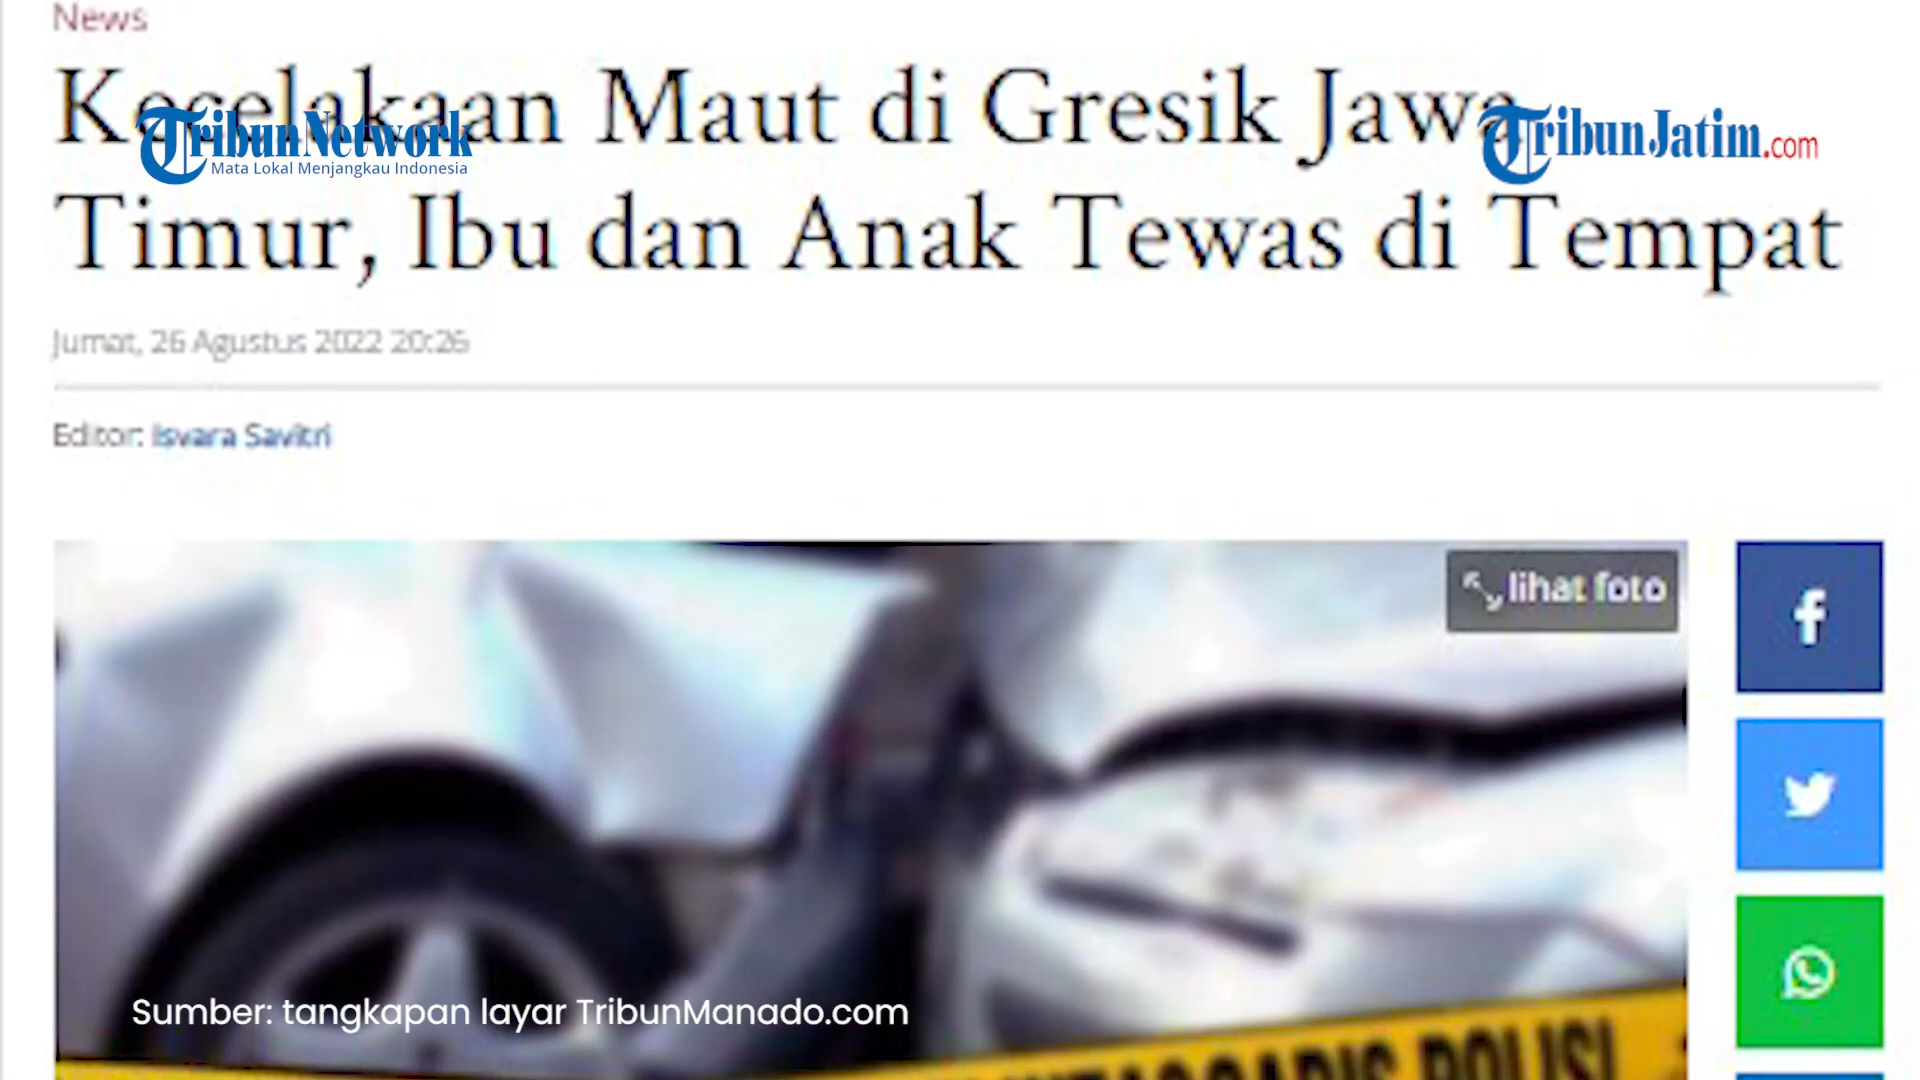 News
Kecelakaan Maut di Gresik Jawa
TribunNetwork
Mata Lokal Menjangkau Indonesia
TribunJatim.com
Timur, Ibu dan Anak Tewas di Tempat
Jumat, 26 Agustus 2022 20:26
Editor: Isvara Savitri
lihat foto
Sumber: tangkapan layar TribunManado.com
POLISI